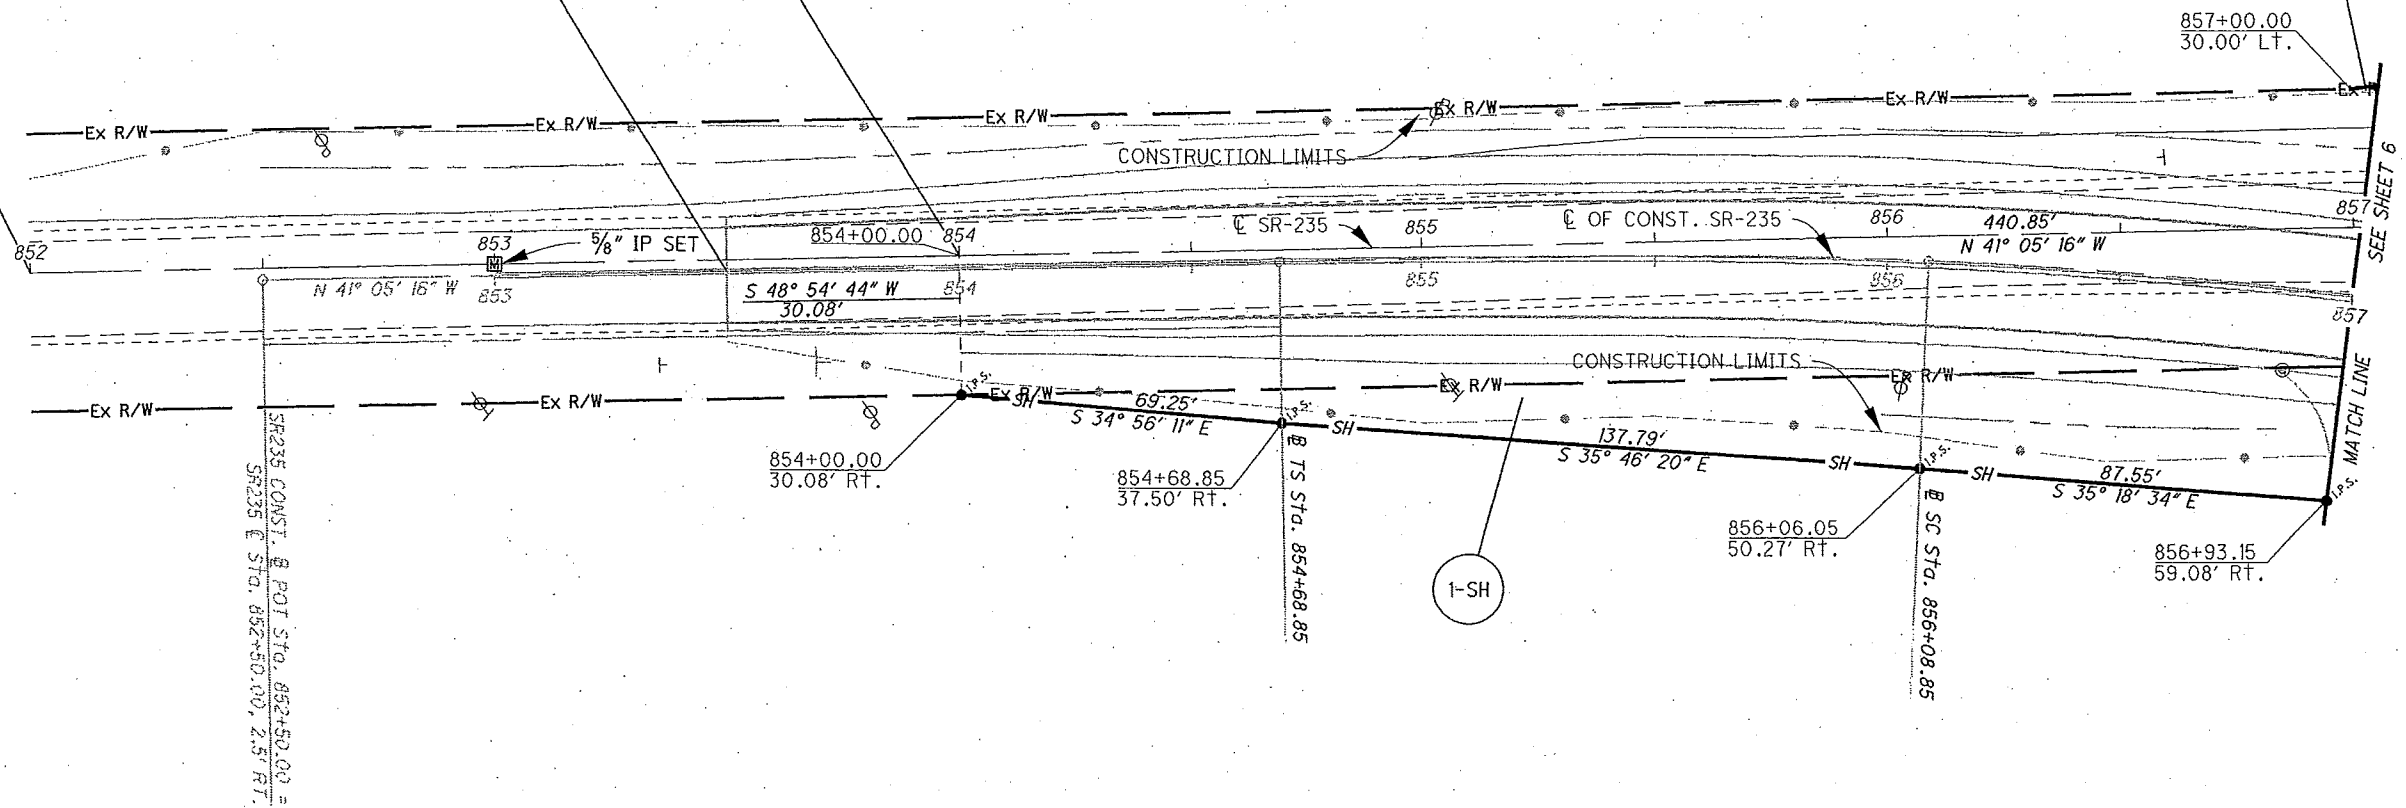 857+00.00
30.00' Lt.
Ex R/W
Ex R/W
Ex R/W
Ex R/W
Ex R/W
CONSTRUCTION LIMITS
SEE SHEET 6
852
853
5/8" IP SET
854+00.00
854
℄ SR-235
855
℄ OF CONST. SR-235
856
440.85'
N 41° 05' 16" W
857
N 41° 05' 16" W
853
S 48° 54' 44" W
30.08'
854
855
856
857
CONSTRUCTION LIMITS
MATCH LINE
Ex R/W
Ex R/W
Ex R/W
Ex R/W
Ex R/W
I.P.S.
SH
69.25'
S 34° 56' 11" E
I.P.S.
SH
137.79'
S 35° 46' 20" E
SH
I.P.S.
SH
87.55'
S 35° 18' 34" E
I.P.S.
854+00.00
30.08' Rt.
854+68.85
37.50' Rt.
856+06.05
50.27' Rt.
856+93.15
59.08' Rt.
1-SH
SR235 CONST. ⅊ POT Sta. 852+50.00 =
SR235 ℄ Sta. 852+50.00, 2.5' RT.
TS Sta. 854+68.85
SC Sta. 856+08.85